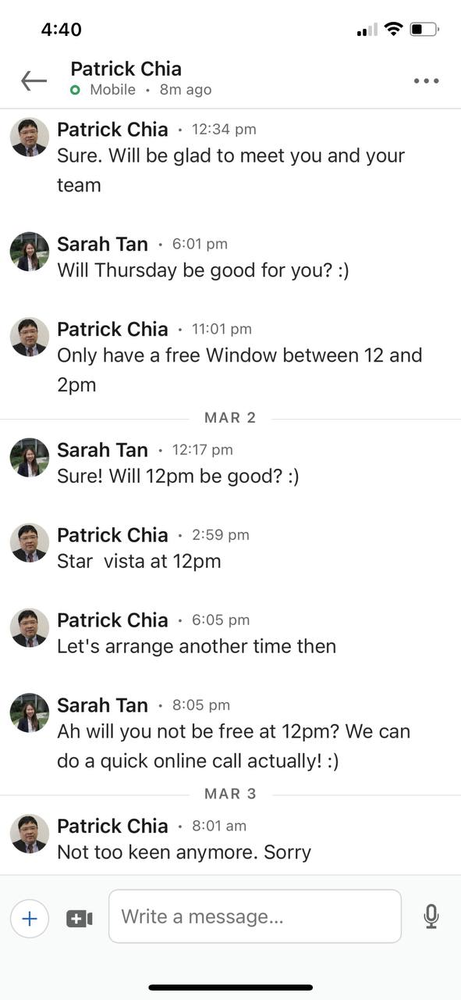 4:40
Patrick Chia
Mobile • 8m ago
Patrick Chia • 12:34 pm
Sure. Will be glad to meet you and your
team
Sarah Tan • 6:01 pm
Will Thursday be good for you? :)
Patrick Chia • 11:01 pm
Only have a free Window between 12 and
2pm
MAR 2
Sarah Tan • 12:17 pm
Sure! Will 12pm be good? :)
Patrick Chia • 2:59 pm
Star  vista at 12pm
Patrick Chia • 6:05 pm
Let's arrange another time then
Sarah Tan • 8:05 pm
Ah will you not be free at 12pm? We can
do a quick online call actually! :)
MAR 3
Patrick Chia • 8:01 am
Not too keen anymore. Sorry
Write a message...